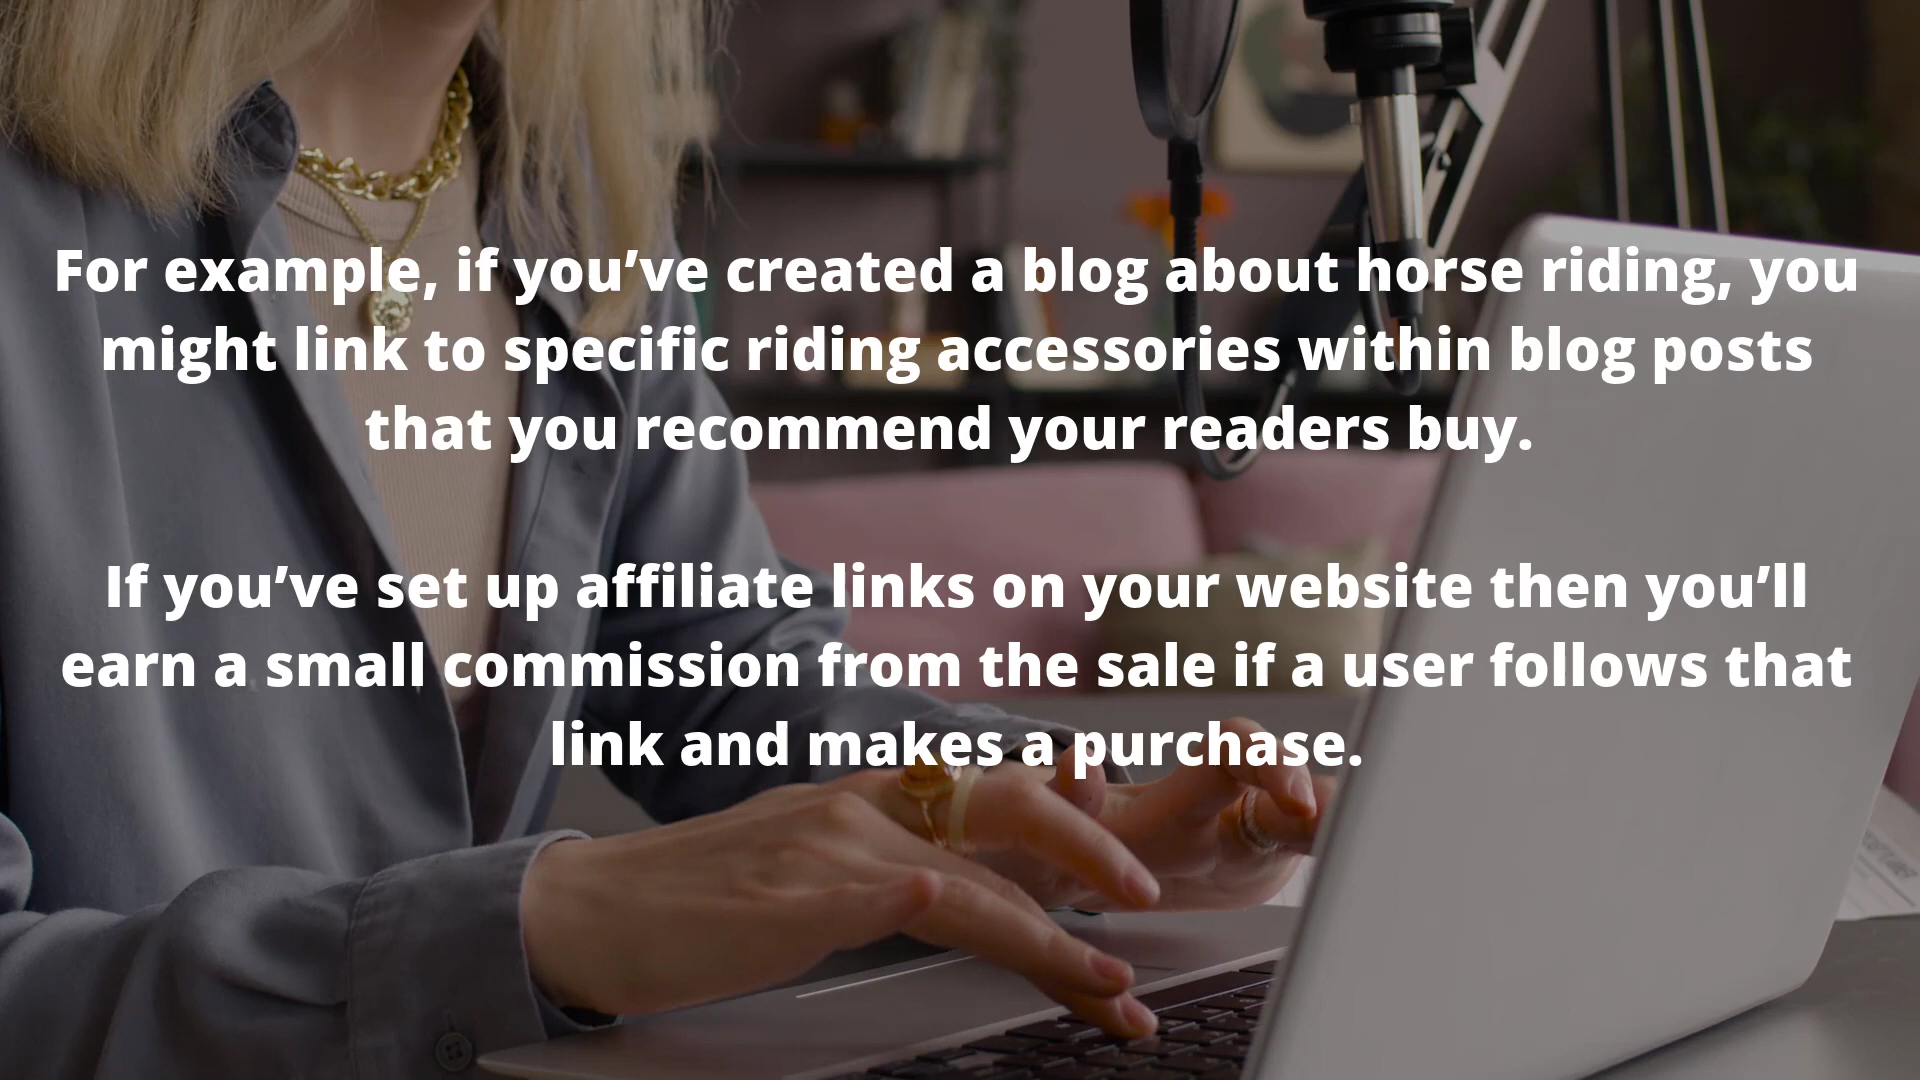 For example, if you’ve created a blog about horse riding, you
might link to specific riding accessories within blog posts
that you recommend your readers buy.
If you’ve set up affiliate links on your website then you’ll
earn a small commission from the sale if a user follows that
link and makes a purchase.